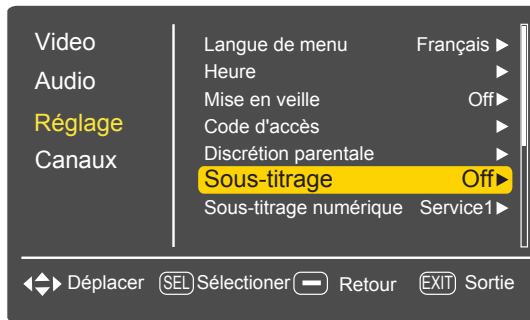 Video
Audio
Réglage
Canaux
Langue de menu Français
Heure
Mise en veille Off
Code d'accès
Discrétion parentale
Sous-titrage Off
Sous-titrage numérique Service1
Déplacer SEL Sélectioner Retour EXIT Sortie